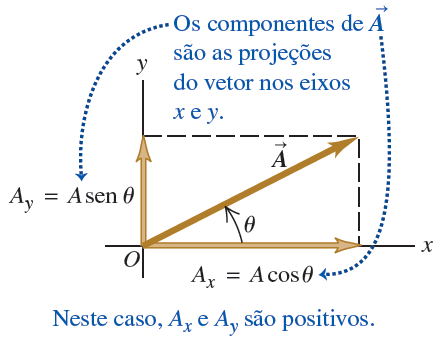 Os componentes de A⃗
são as projeções
do vetor nos eixos
x e y.
y
A⃗
A_y = A sen θ
θ
O
x
A_x = A cos θ
Neste caso, A_x e A_y são positivos.